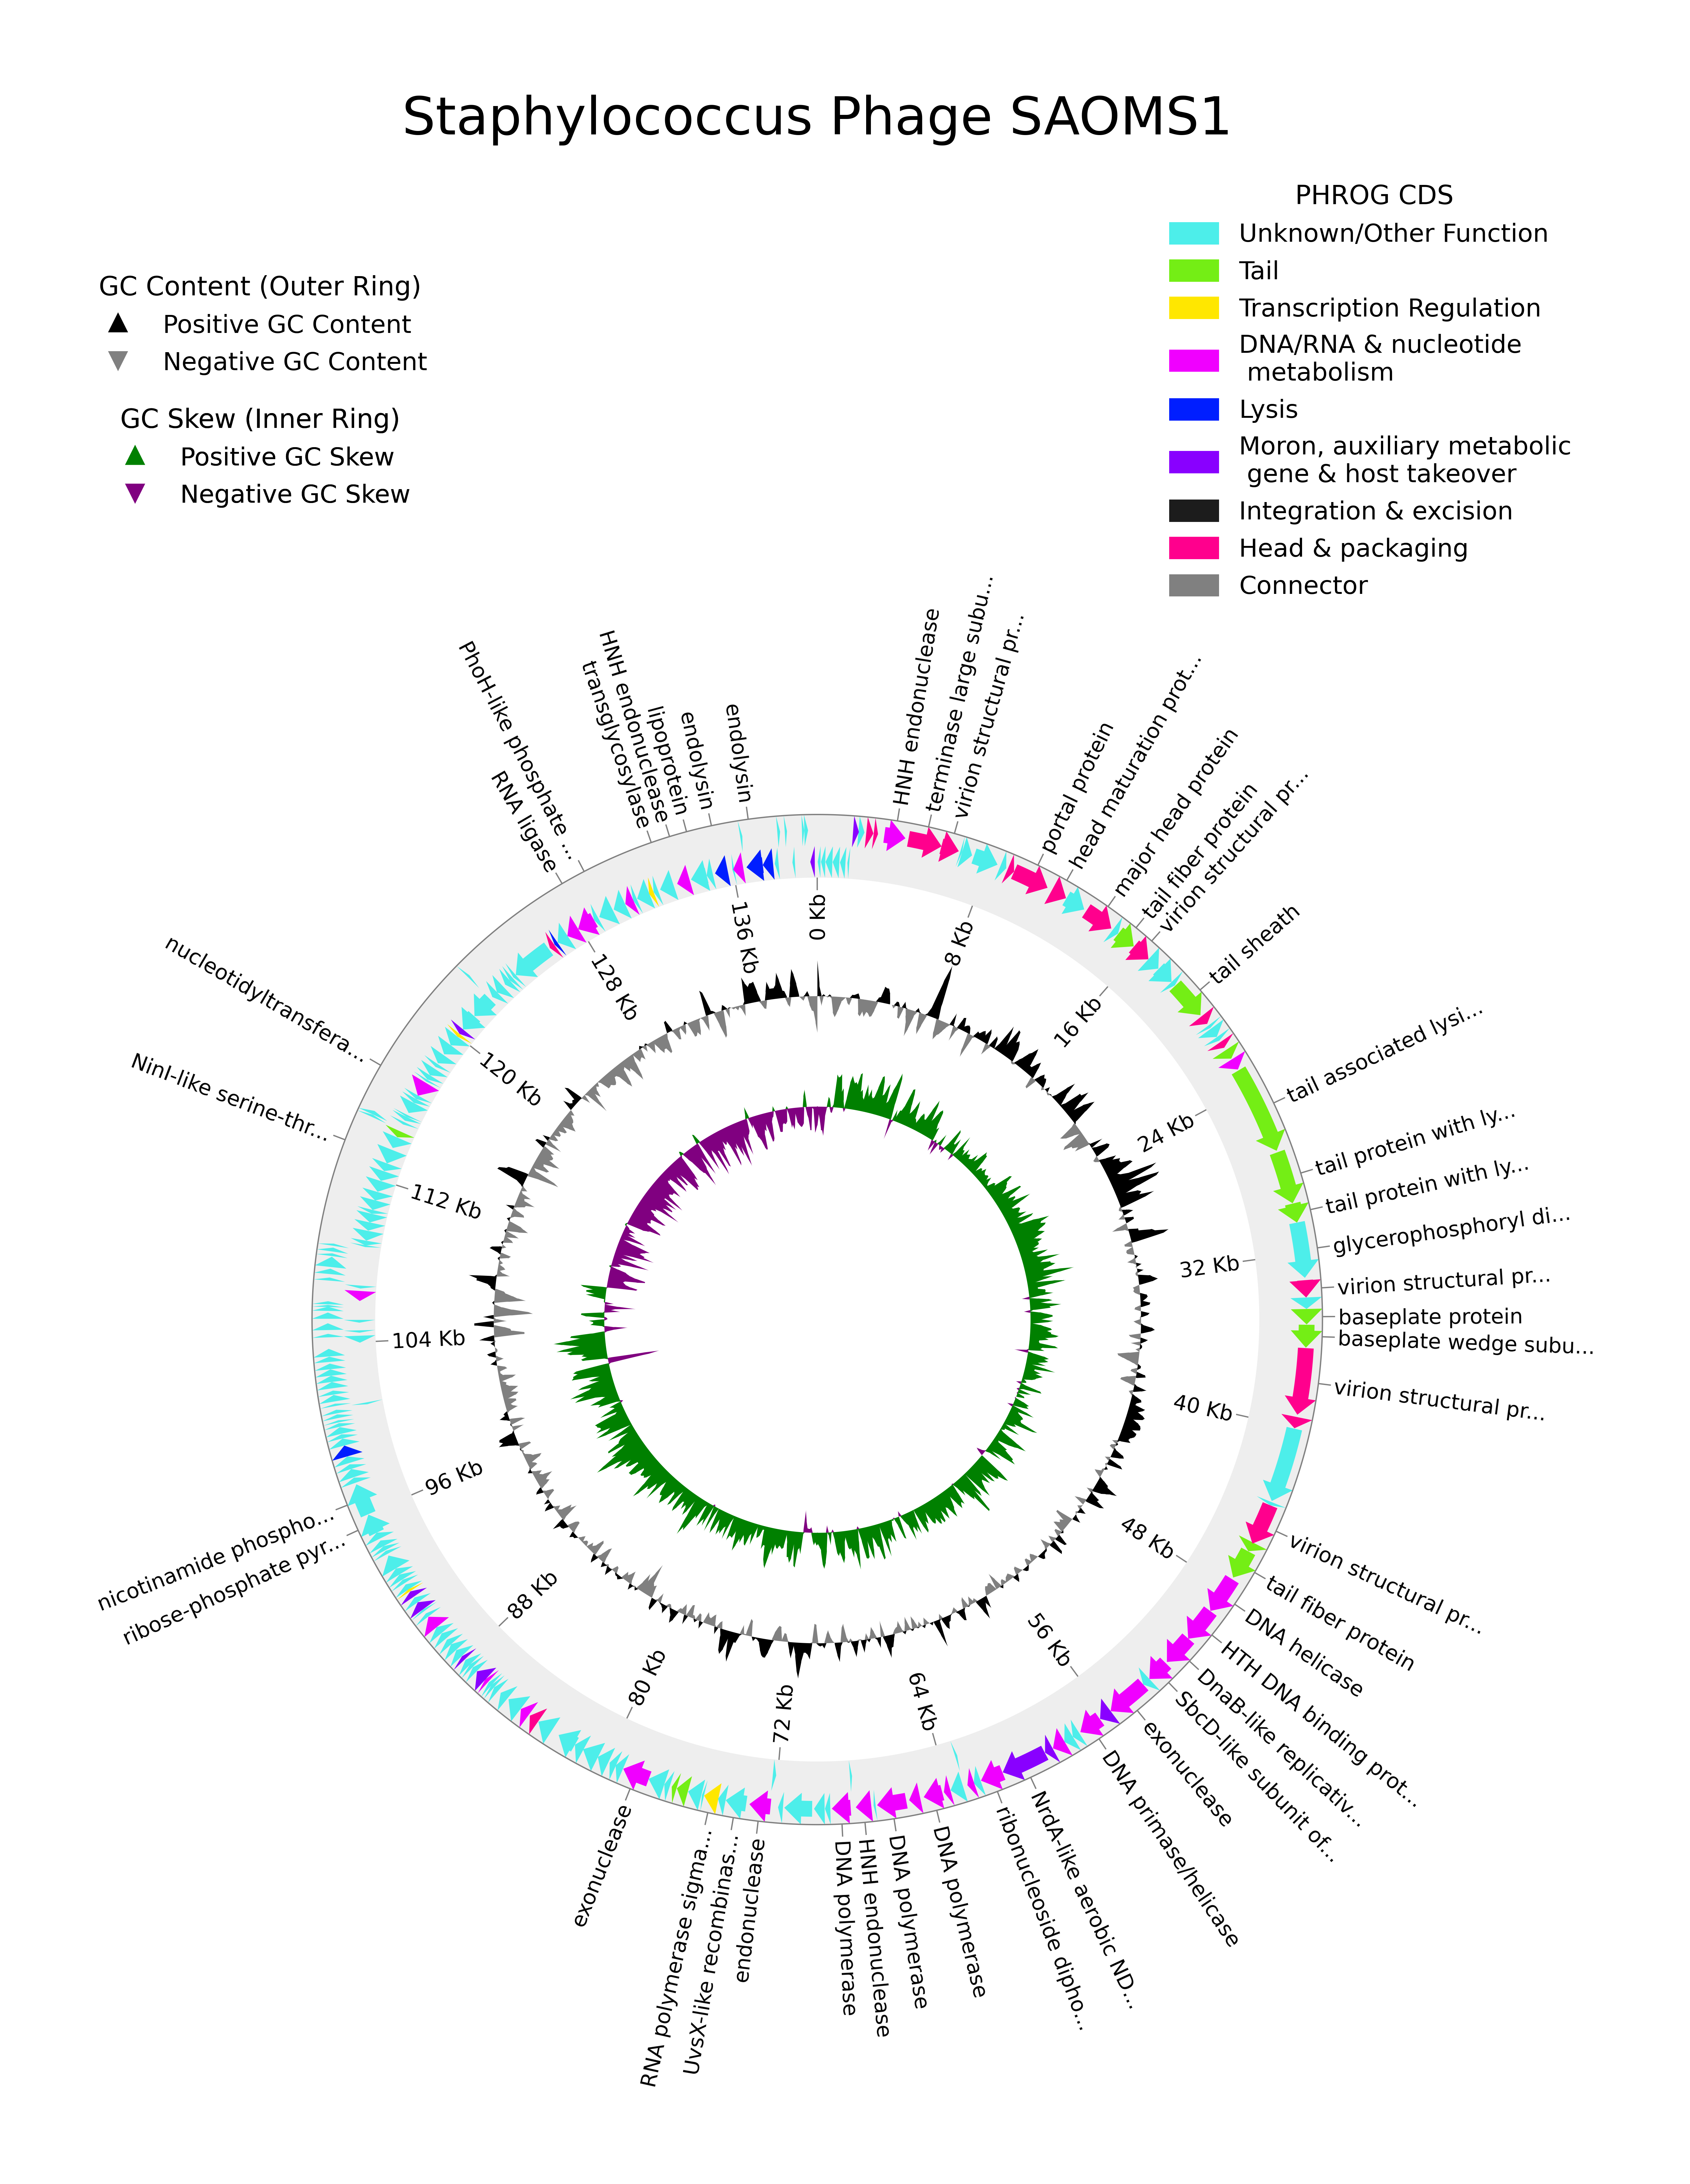 Staphylococcus Phage SAOMS1
PHROG CDS
Unknown/Other Function
Tail
Transcription Regulation
DNA/RNA & nucleotide
metabolism
Lysis
Moron, auxiliary metabolic
gene & host takeover
Integration & excision
Head & packaging
Connector
GC Content (Outer Ring)
Positive GC Content
Negative GC Content
GC Skew (Inner Ring)
Positive GC Skew
Negative GC Skew
HNH endonuclease
terminase large subu...
virion structural pr...
portal protein
head maturation prot...
major head protein
tail fiber protein
virion structural pr...
tail sheath
tail associated lysi...
tail protein with ly...
tail protein with ly...
glycerophosphoryl di...
virion structural pr...
baseplate protein
baseplate wedge subu...
virion structural pr...
virion structural pr...
tail fiber protein
DNA helicase
HTH DNA binding prot...
DnaB-like replicativ...
SbcD-like subunit of...
exonuclease
DNA primase/helicase
NrdA-like aerobic ND...
ribonucleoside dipho...
DNA polymerase
DNA polymerase
HNH endonuclease
DNA polymerase
endonuclease
UvsX-like recombinas...
RNA polymerase sigma...
exonuclease
ribose-phosphate pyr...
nicotinamide phospho...
NinI-like serine-thr...
nucleotidyltransfera...
RNA ligase
PhoH-like phosphate ...
transglycosylase
HNH endonuclease
lipoprotein
endolysin
endolysin
0 Kb
8 Kb
16 Kb
24 Kb
32 Kb
40 Kb
48 Kb
56 Kb
64 Kb
72 Kb
80 Kb
88 Kb
96 Kb
104 Kb
112 Kb
120 Kb
128 Kb
136 Kb